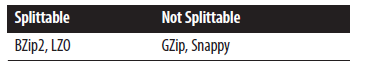 Splittable Not Splittable
BZip2, LZO GZip, Snappy